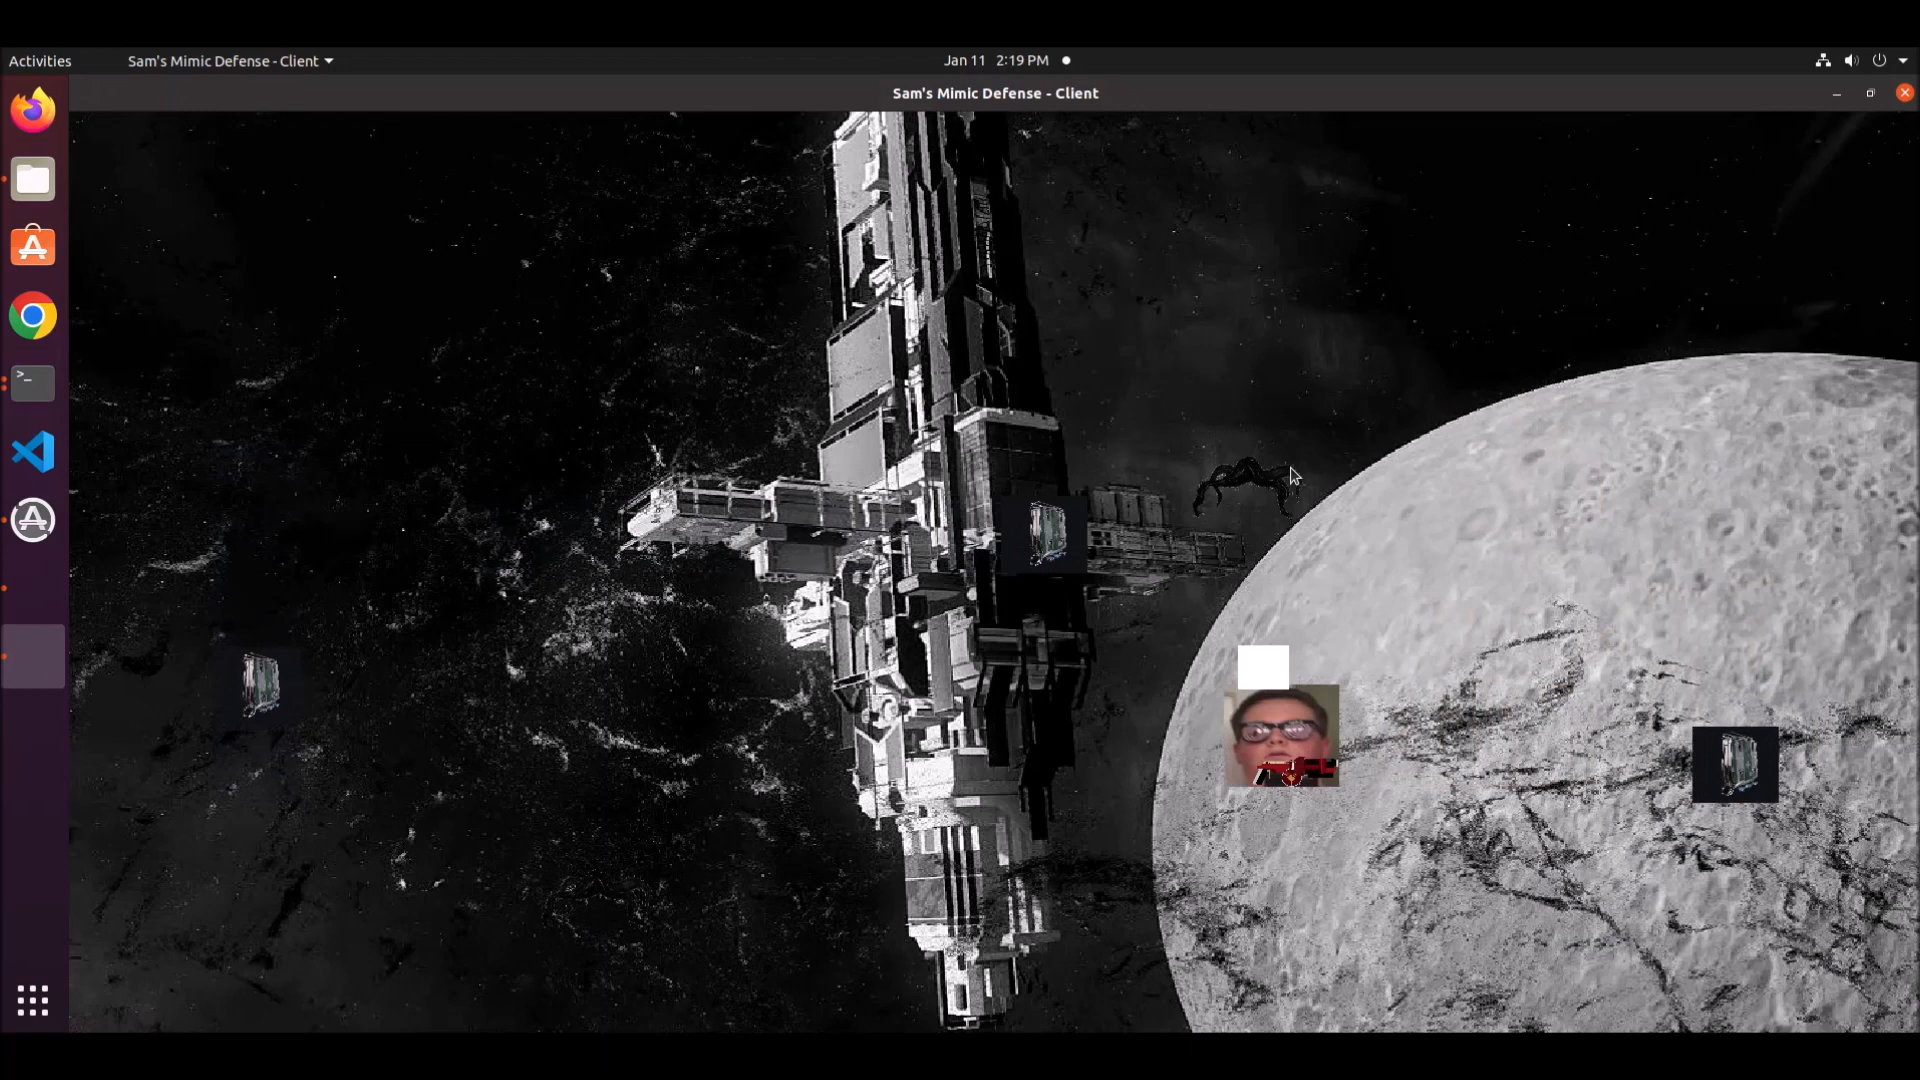 Activities
Sam's Mimic Defense - Client
Jan 11 2:19 PM
Sam's Mimic Defense - Client